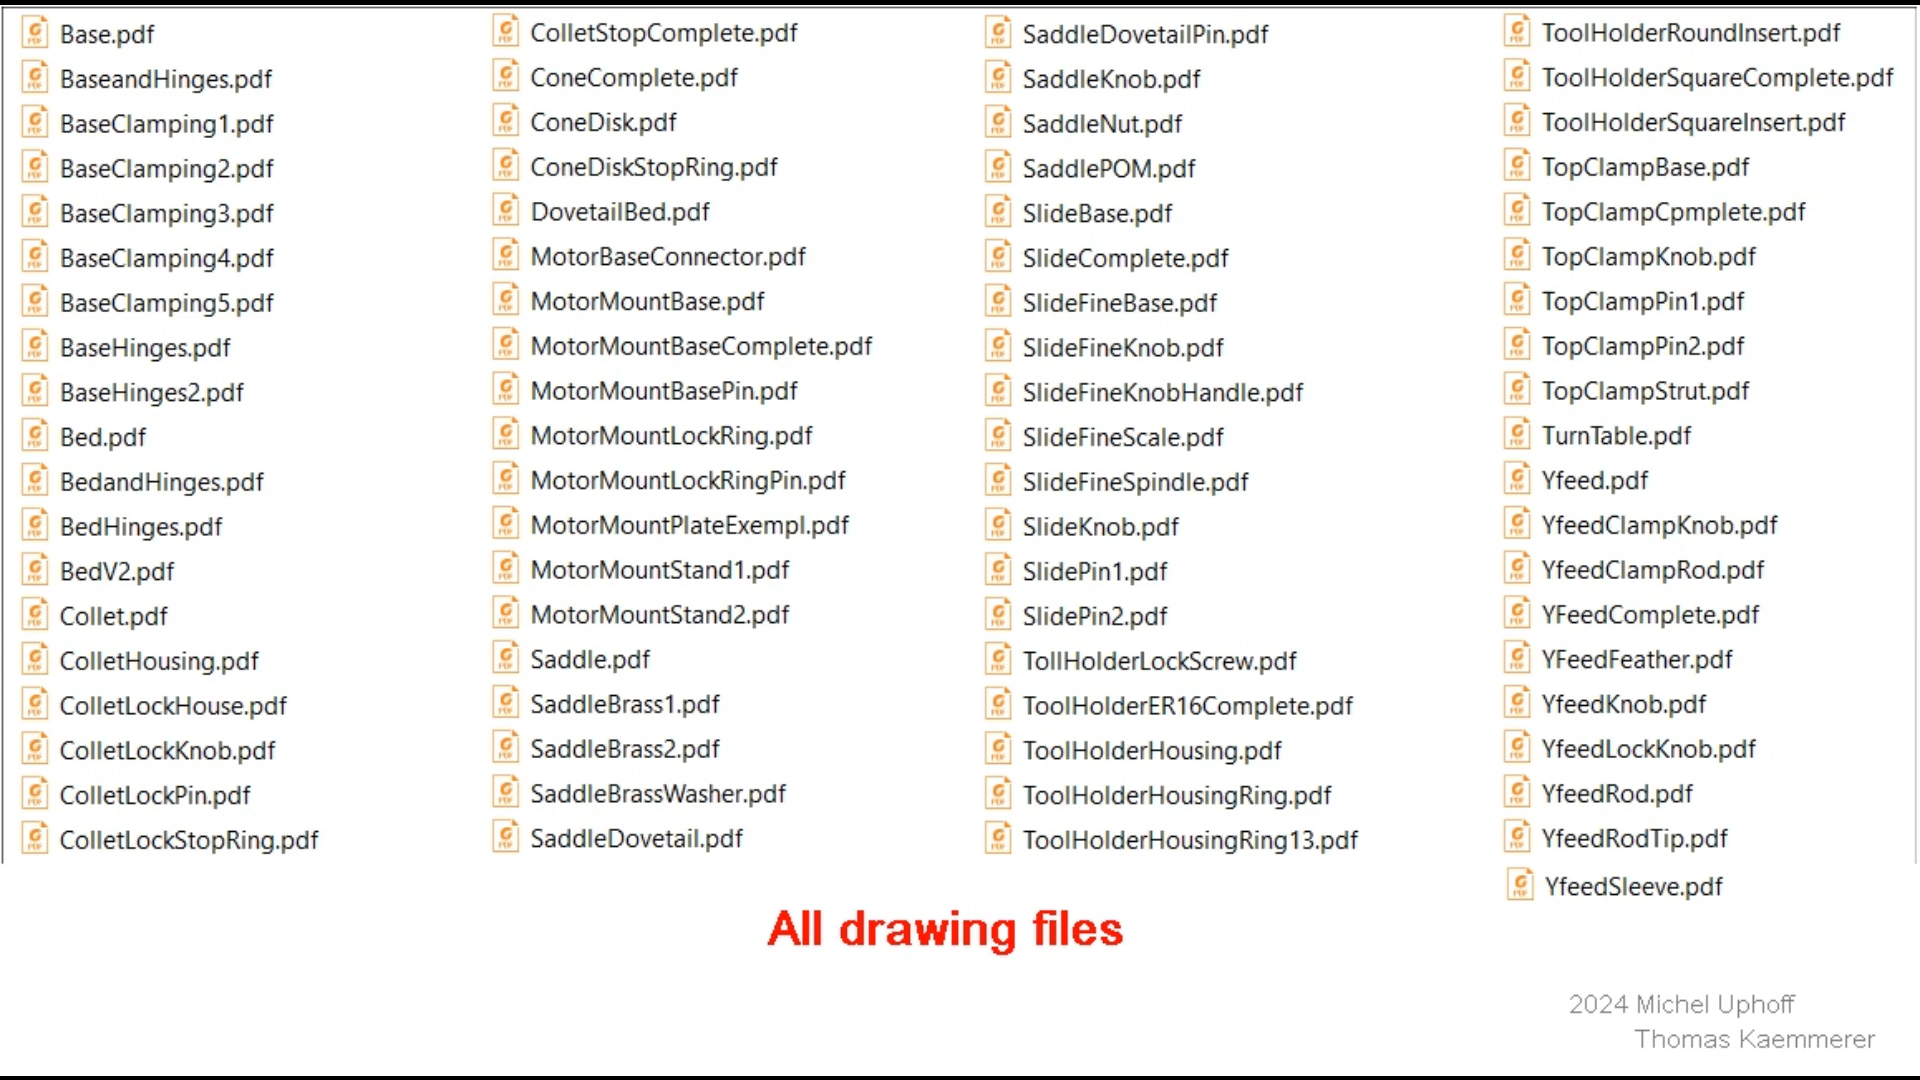 Base.pdf
BaseandHinges.pdf
BaseClamping1.pdf
BaseClamping2.pdf
BaseClamping3.pdf
BaseClamping4.pdf
BaseClamping5.pdf
BaseHinges.pdf
BaseHinges2.pdf
Bed.pdf
BedandHinges.pdf
BedHinges.pdf
BedV2.pdf
Collet.pdf
ColletHousing.pdf
ColletLockHouse.pdf
ColletLockKnob.pdf
ColletLockPin.pdf
ColletLockStopRing.pdf
ColletStopComplete.pdf
ConeComplete.pdf
ConeDisk.pdf
ConeDiskStopRing.pdf
DovetailBed.pdf
MotorBaseConnector.pdf
MotorMountBase.pdf
MotorMountBaseComplete.pdf
MotorMountBasePin.pdf
MotorMountLockRing.pdf
MotorMountLockRingPin.pdf
MotorMountPlateExempl.pdf
MotorMountStand1.pdf
MotorMountStand2.pdf
Saddle.pdf
SaddleBrass1.pdf
SaddleBrass2.pdf
SaddleBrassWasher.pdf
SaddleDovetail.pdf
SaddleDovetailPin.pdf
SaddleKnob.pdf
SaddleNut.pdf
SaddlePOM.pdf
SlideBase.pdf
SlideComplete.pdf
SlideFineBase.pdf
SlideFineKnob.pdf
SlideFineKnobHandle.pdf
SlideFineScale.pdf
SlideFineSpindle.pdf
SlideKnob.pdf
SlidePin1.pdf
SlidePin2.pdf
TollHolderLockScrew.pdf
ToolHolderER16Complete.pdf
ToolHolderHousing.pdf
ToolHolderHousingRing.pdf
ToolHolderHousingRing13.pdf
ToolHolderRoundInsert.pdf
ToolHolderSquareComplete.pdf
ToolHolderSquareInsert.pdf
TopClampBase.pdf
TopClampCpmplete.pdf
TopClampKnob.pdf
TopClampPin1.pdf
TopClampPin2.pdf
TopClampStrut.pdf
TurnTable.pdf
Yfeed.pdf
YfeedClampKnob.pdf
YfeedClampRod.pdf
YFeedComplete.pdf
YFeedFeather.pdf
YfeedKnob.pdf
YfeedLockKnob.pdf
YfeedRod.pdf
YfeedRodTip.pdf
YfeedSleeve.pdf
All drawing files
2024 Michel Uphoff
Thomas Kaemmerer